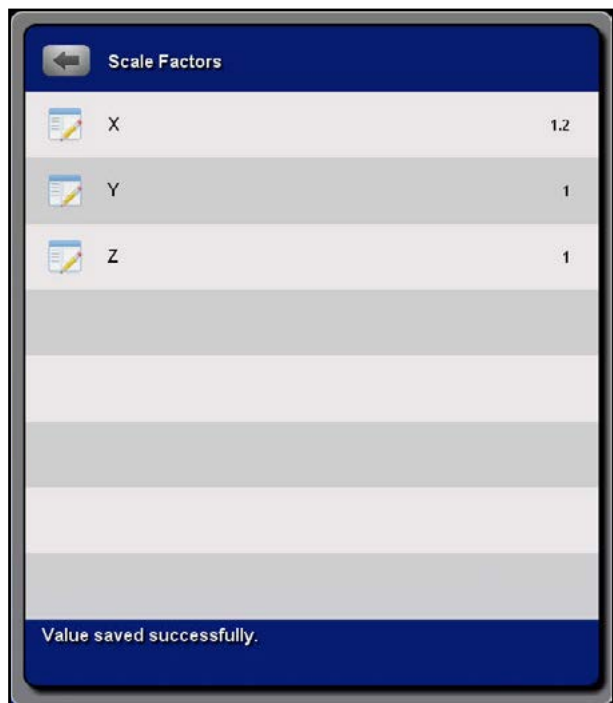 Scale Factors
X 1.2
Y 1
Z 1
Value saved successfully.